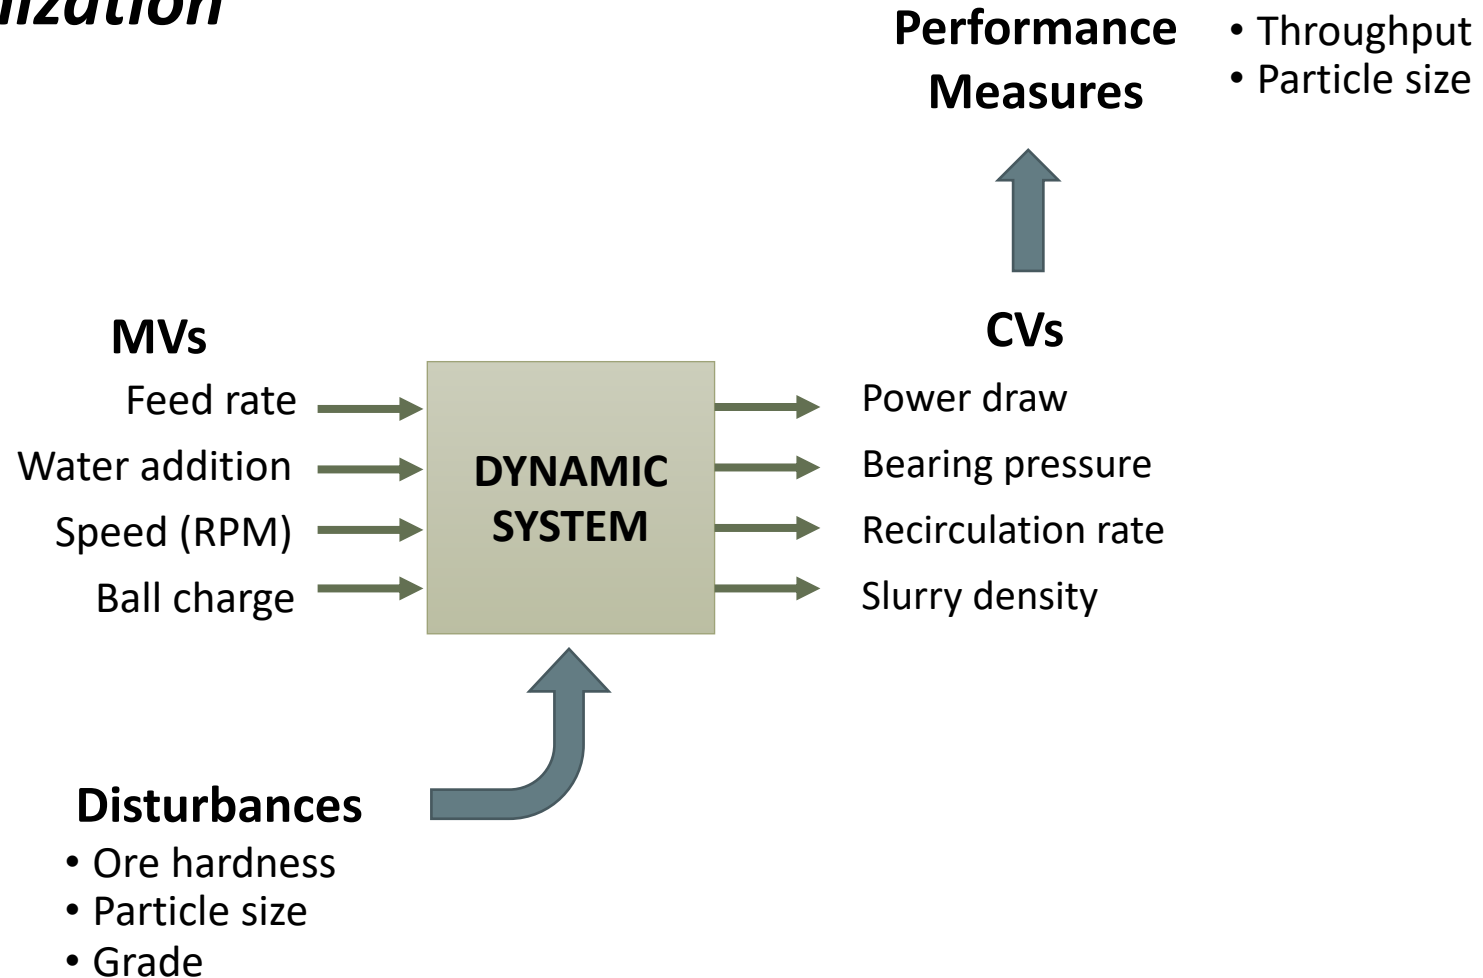 Performance
Measures
• Throughput
• Particle size
MVs
Feed rate
Water addition
Speed (RPM)
Ball charge
DYNAMIC
SYSTEM
CVs
Power draw
Bearing pressure
Recirculation rate
Slurry density
Disturbances
• Ore hardness
• Particle size
• Grade